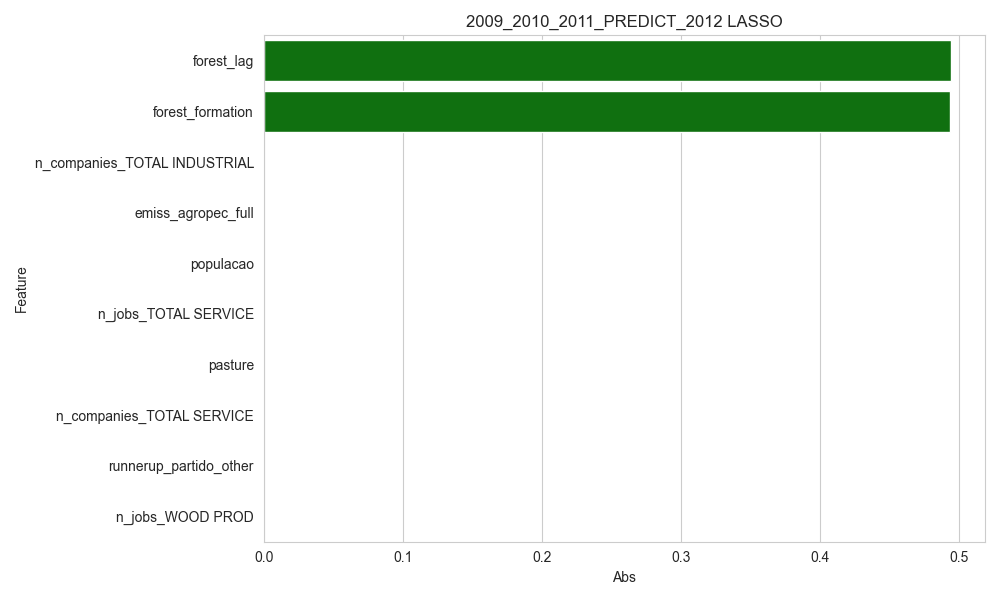 2009_2010_2011_PREDICT_2012 LASSO
forest_lag
forest_formation
n_companies_TOTAL INDUSTRIAL
emiss_agropec_full
populacao
n_jobs_TOTAL SERVICE
pasture
n_companies_TOTAL SERVICE
runnerup_partido_other
n_jobs_WOOD PROD
Feature
0.0 0.1 0.2 0.3 0.4 0.5
Abs